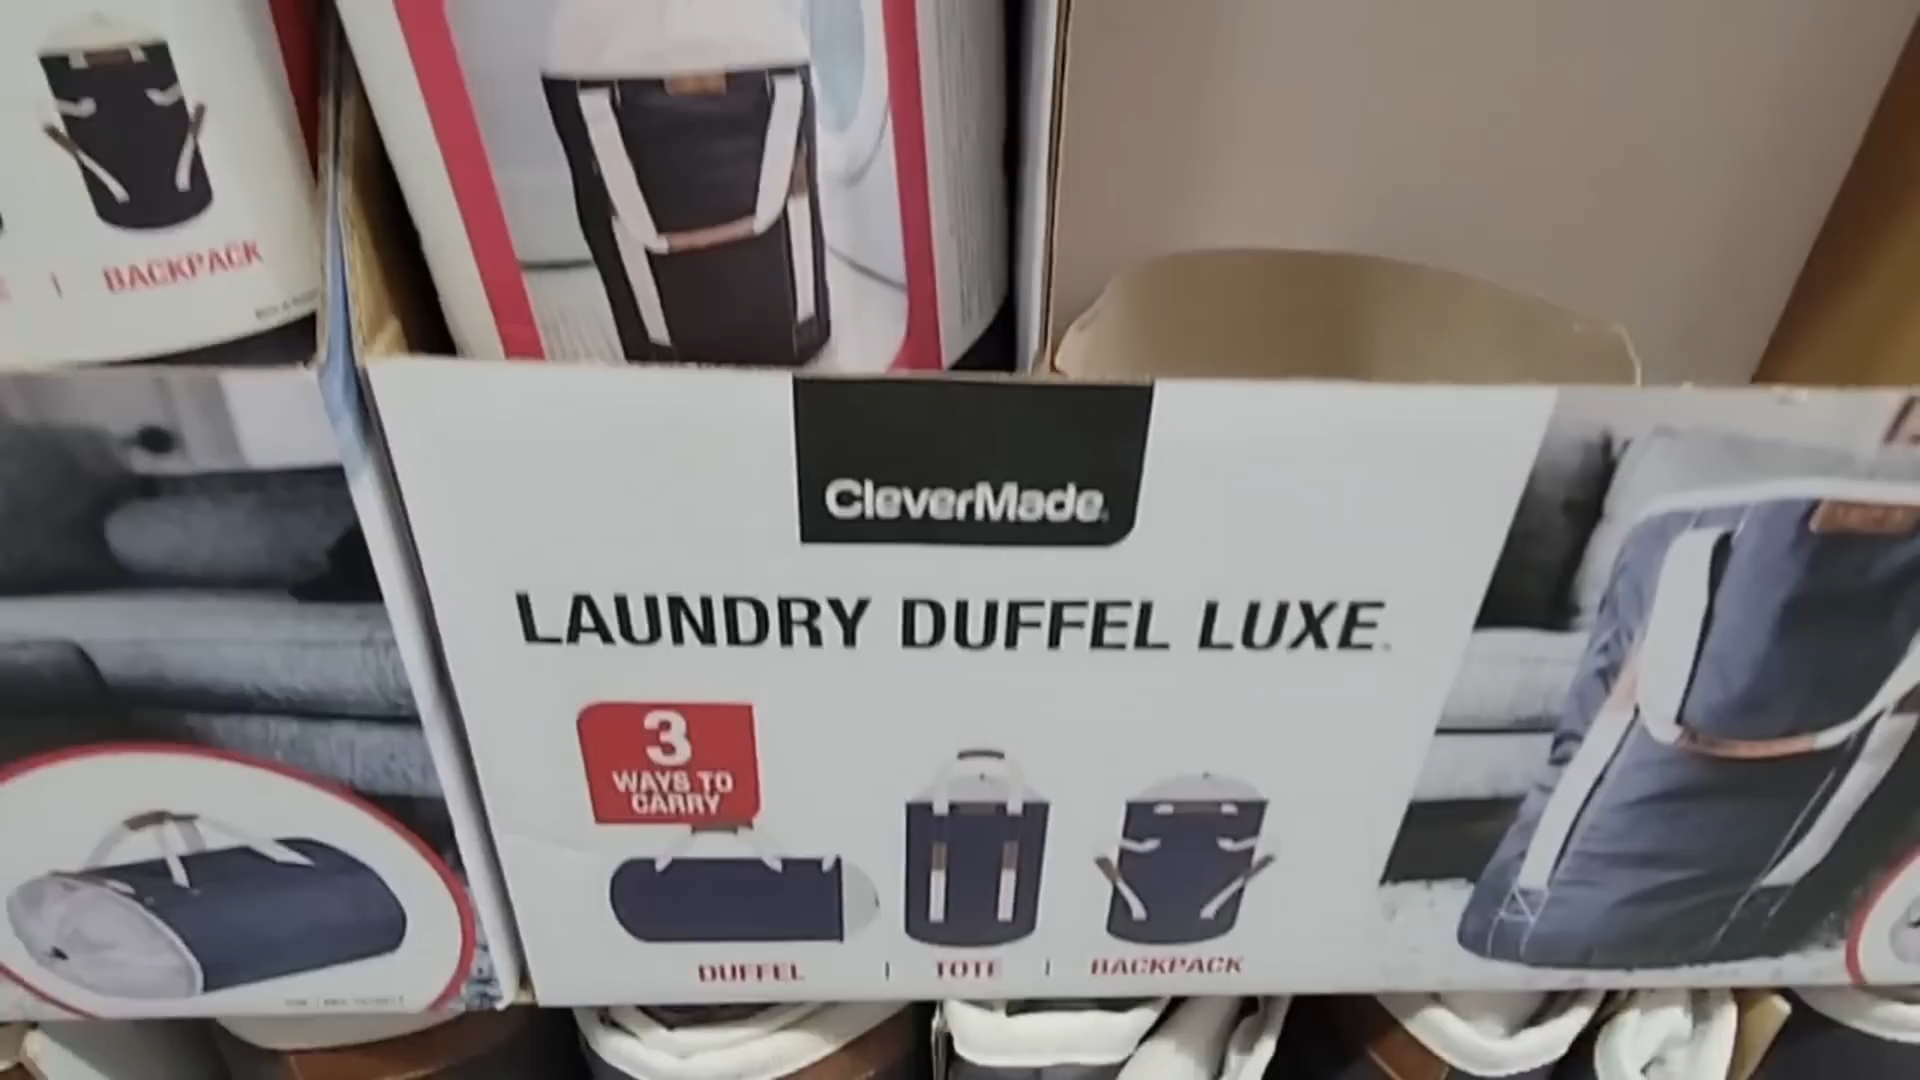 BACKPACK
CleverMade
LAUNDRY DUFFEL LUXE
3
WAYS TO
CARRY
DUFFEL | TOTE | BACKPACK